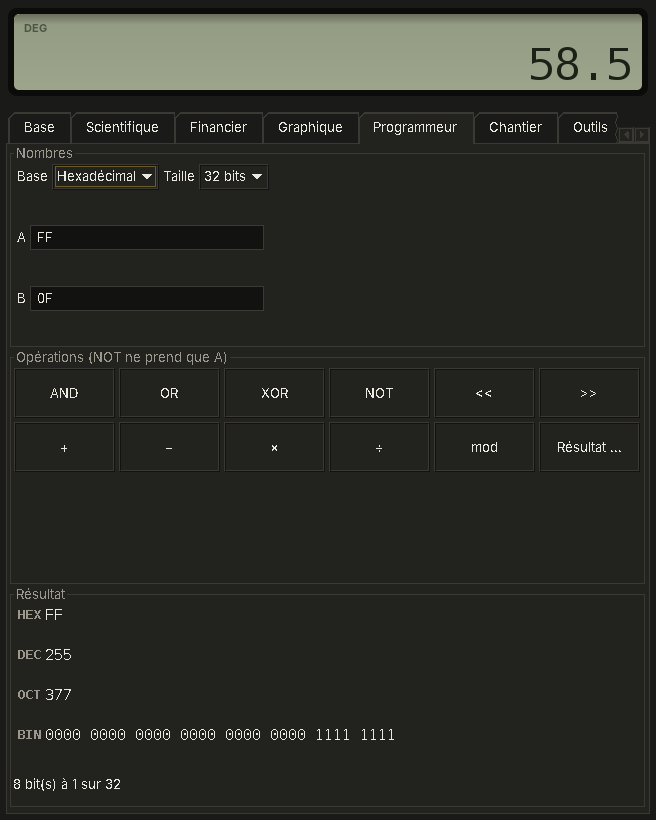 DEG
58.5
Base Scientifique Financier Graphique Programmeur Chantier Outils
Nombres
Base Hexadécimal Taille 32 bits
A FF
B 0F
Opérations (NOT ne prend que A)
AND OR XOR NOT << >>
+ − × ÷ mod Résultat ...
Résultat
HEX FF
DEC 255
OCT 377
BIN 0000 0000 0000 0000 0000 0000 1111 1111
8 bit(s) à 1 sur 32